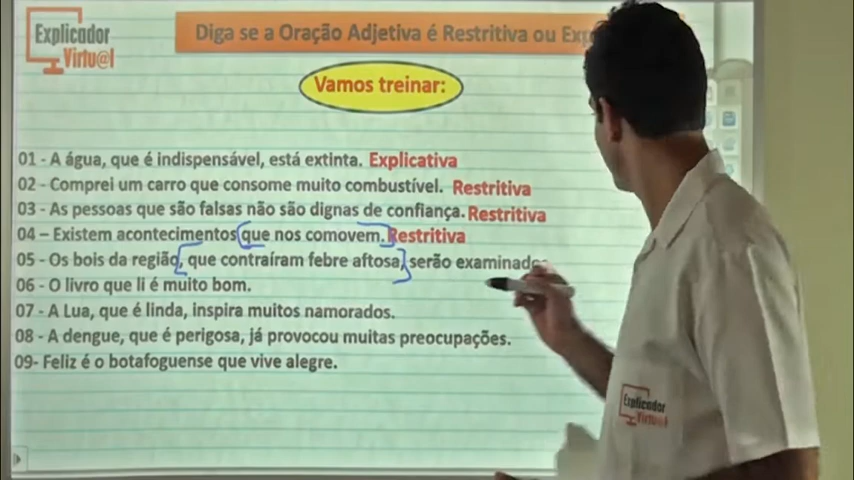 Explicador
Virtu@l
Diga se a Oração Adjetiva é Restritiva ou
Vamos treinar:
01 - A água, que é indispensável, está extinta. Explicativa
02 - Comprei um carro que consome muito combustível. Restritiva
03 - As pessoas que são falsas não são dignas de confiança. Restritiva
04 – Existem acontecimentos que nos comovem. Restritiva
05 - Os bois da região, que contraíram febre aftosa, serão
06 - O livro que li é muito bom.
07 - A Lua, que é linda, inspira muitos namorados.
08 - A dengue, que é perigosa, já provocou muitas preocupações.
09- Feliz é o botafoguense que vive alegre.
Explicador
Virtu@l